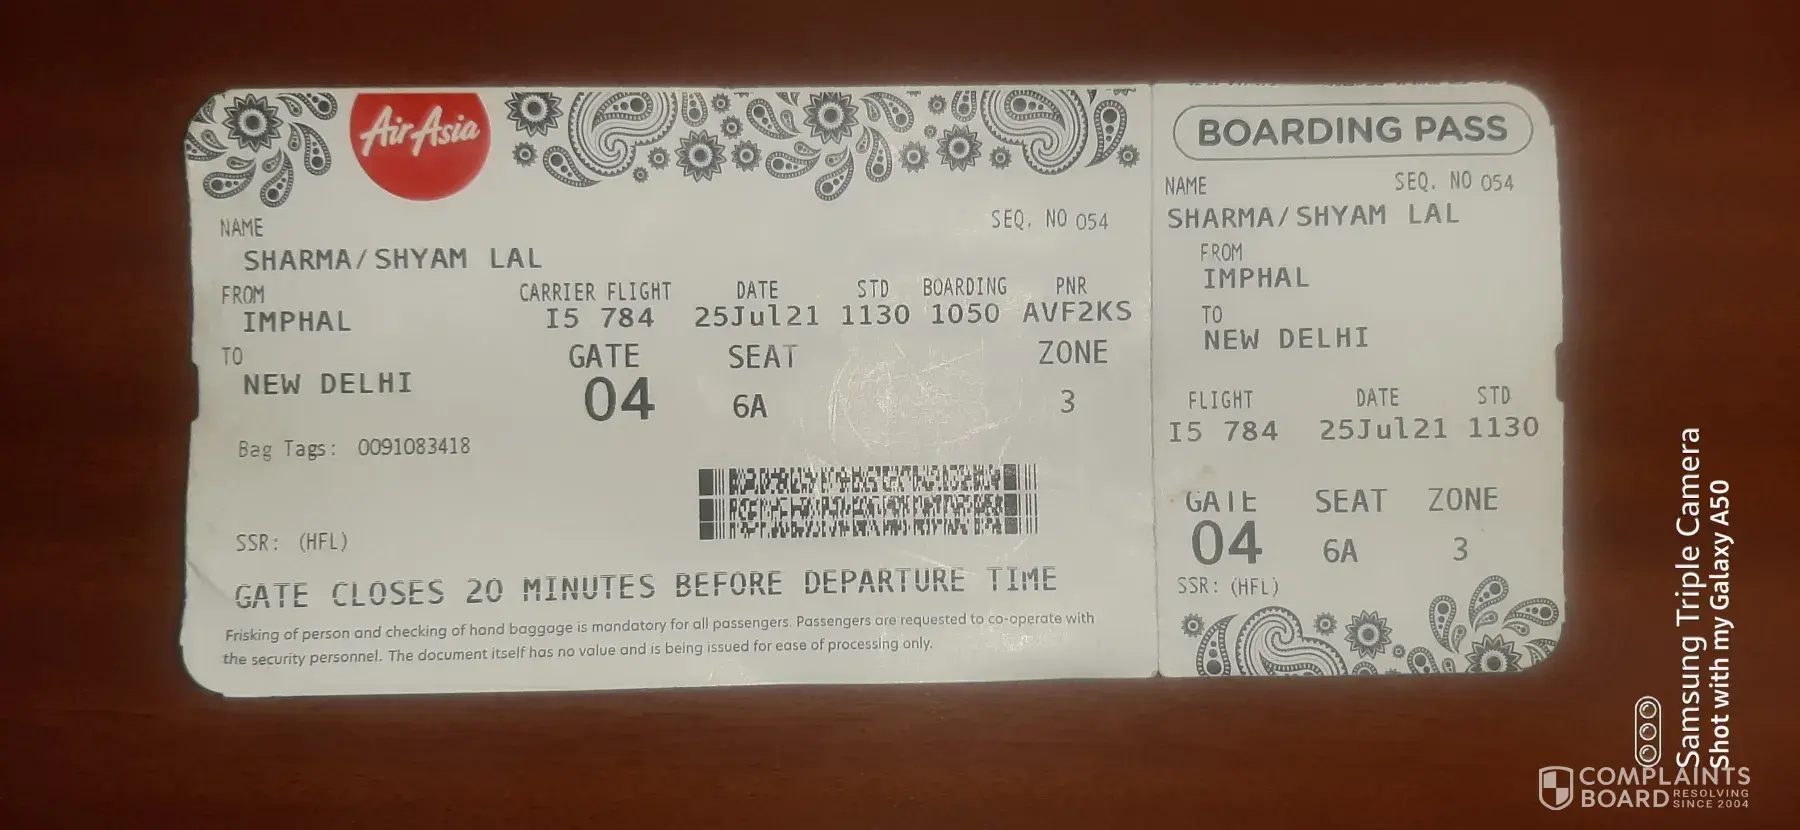 AirAsia
NAME
SEQ. NO 054
SHARMA/SHYAM LAL
FROM
CARRIER FLIGHT DATE STD BOARDING PNR
IMPHAL
I5 784 25Jul21 1130 1050 AVF2KS
TO
GATE SEAT ZONE
NEW DELHI
04 6A 3
Bag Tags: 0091083418
SSR: (HFL)
GATE CLOSES 20 MINUTES BEFORE DEPARTURE TIME
Frisking of person and checking of hand baggage is mandatory for all passengers. Passengers are requested to co-operate with
the security personnel. The document itself has no value and is being issued for ease of processing only.
BOARDING PASS
NAME SEQ. NO 054
SHARMA/SHYAM LAL
FROM
IMPHAL
TO
NEW DELHI
FLIGHT DATE STD
I5 784 25Jul21 1130
GATE SEAT ZONE
04 6A 3
SSR: (HFL)
Samsung Triple Camera
Shot with my Galaxy A50
COMPLAINTS
BOARD RESOLVING
SINCE 2004